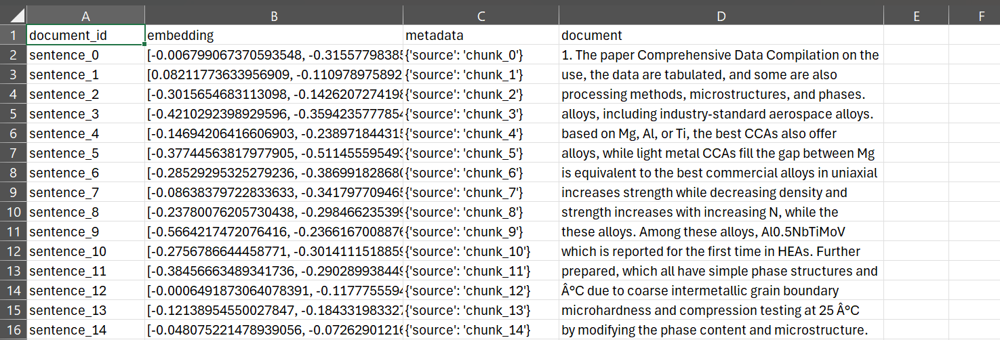 A B C D E F
1 document_id embedding metadata document
2 sentence_0 [-0.006799067370593548, -0.31557798385 {'source': 'chunk_0'} 1. The paper Comprehensive Data Compilation on the
3 sentence_1 [0.08211773633956909, -0.110978975892 {'source': 'chunk_1'} use, the data are tabulated, and some are also
4 sentence_2 [-0.3015654683113098, -0.1426207274198 {'source': 'chunk_2'} processing methods, microstructures, and phases.
5 sentence_3 [-0.4210292398929596, -0.3594235777854 {'source': 'chunk_3'} alloys, including industry-standard aerospace alloys.
6 sentence_4 [-0.14694206416606903, -0.238971844315 {'source': 'chunk_4'} based on Mg, Al, or Ti, the best CCAs also offer
7 sentence_5 [-0.37744563817977905, -0.511455595493 {'source': 'chunk_5'} alloys, while light metal CCAs fill the gap between Mg
8 sentence_6 [-0.28529295325279236, -0.386991828680 {'source': 'chunk_6'} is equivalent to the best commercial alloys in uniaxial
9 sentence_7 [-0.08638379722833633, -0.341797709465 {'source': 'chunk_7'} increases strength while decreasing density and
10 sentence_8 [-0.23780076205730438, -0.298466235399 {'source': 'chunk_8'} strength increases with increasing N, while the
11 sentence_9 [-0.5664217472076416, -0.2366167008876 {'source': 'chunk_9'} these alloys. Among these alloys, Al0.5NbTiMoV
12 sentence_10 [-0.2756786644458771, -0.3014111518859 {'source': 'chunk_10'} which is reported for the first time in HEAs. Further
13 sentence_11 [-0.38456663489341736, -0.290289938449 {'source': 'chunk_11'} prepared, which all have simple phase structures and
14 sentence_12 [-0.0006491873064078391, -0.1177755594 {'source': 'chunk_12'} Â°C due to coarse intermetallic grain boundary
15 sentence_13 [-0.12138954550027847, -0.184331983327 {'source': 'chunk_13'} microhardness and compression testing at 25 Â°C
16 sentence_14 [-0.048075221478939056, -0.07262901216 {'source': 'chunk_14'} by modifying the phase content and microstructure.